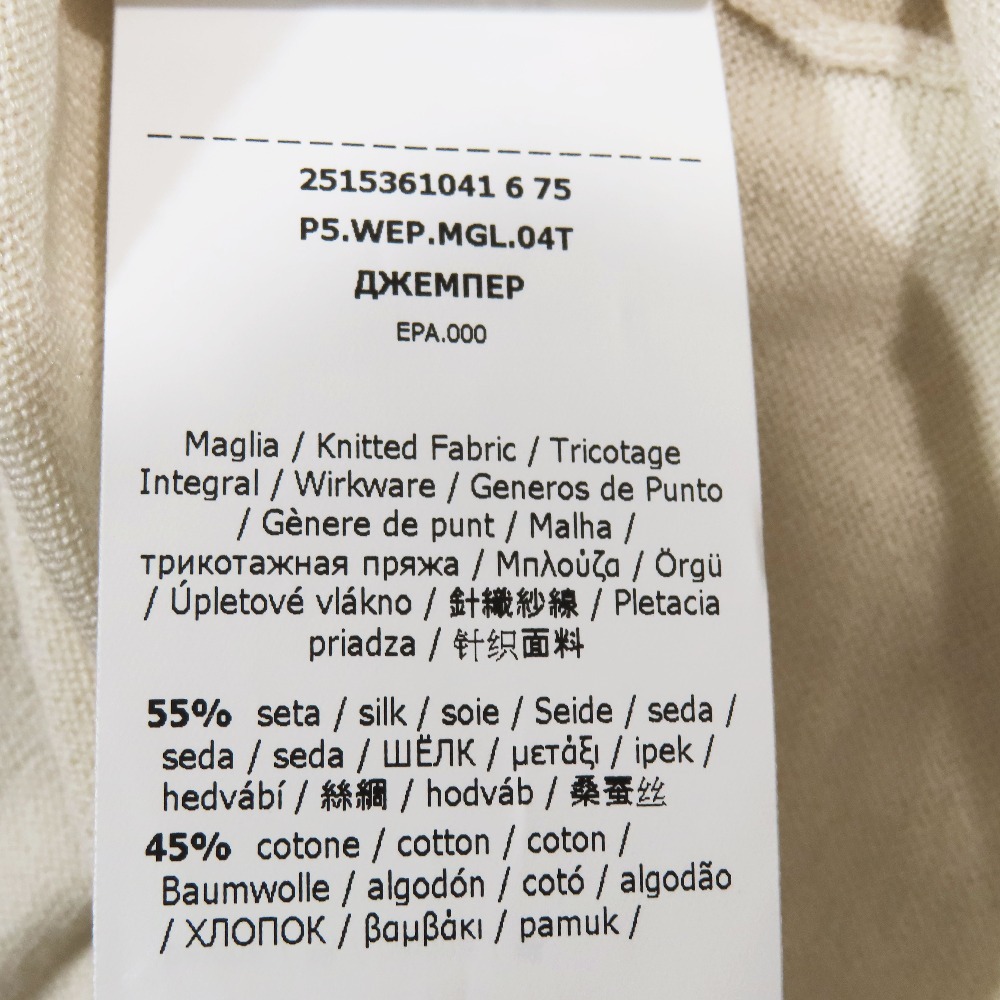 2515361041 6 75
P5.WEP.MGL.04T
ДЖЕМПЕР
EPA.000
Maglia / Knitted Fabric / Tricotage
Integral / Wirkware / Generos de Punto
/ Gènere de punt / Malha /
трикотажная пряжа / Μπλούζα / Örgü
/ Úpletové vlákno / 針織紗線 / Pletacia
priadza / 针织面料
55% seta / silk / soie / Seide / seda /
seda / seda / ШЁЛК / μετάξι / ipek /
hedvábí / 絲綢 / hodváb / 桑蚕丝
45% cotone / cotton / coton /
Baumwolle / algodón / cotó / algodão
/ ХЛОПОК / βαμβάκι / pamuk /